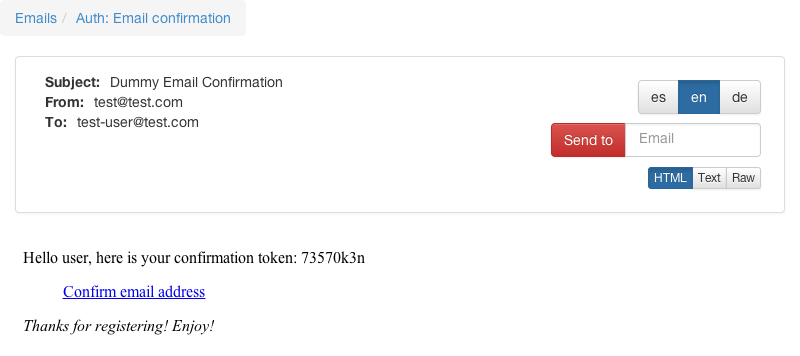 Emails / Auth: Email confirmation
Subject: Dummy Email Confirmation
From: test@test.com
To: test-user@test.com
es en de
Send to Email
HTML Text Raw
Hello user, here is your confirmation token: 73570k3n
Confirm email address
Thanks for registering! Enjoy!